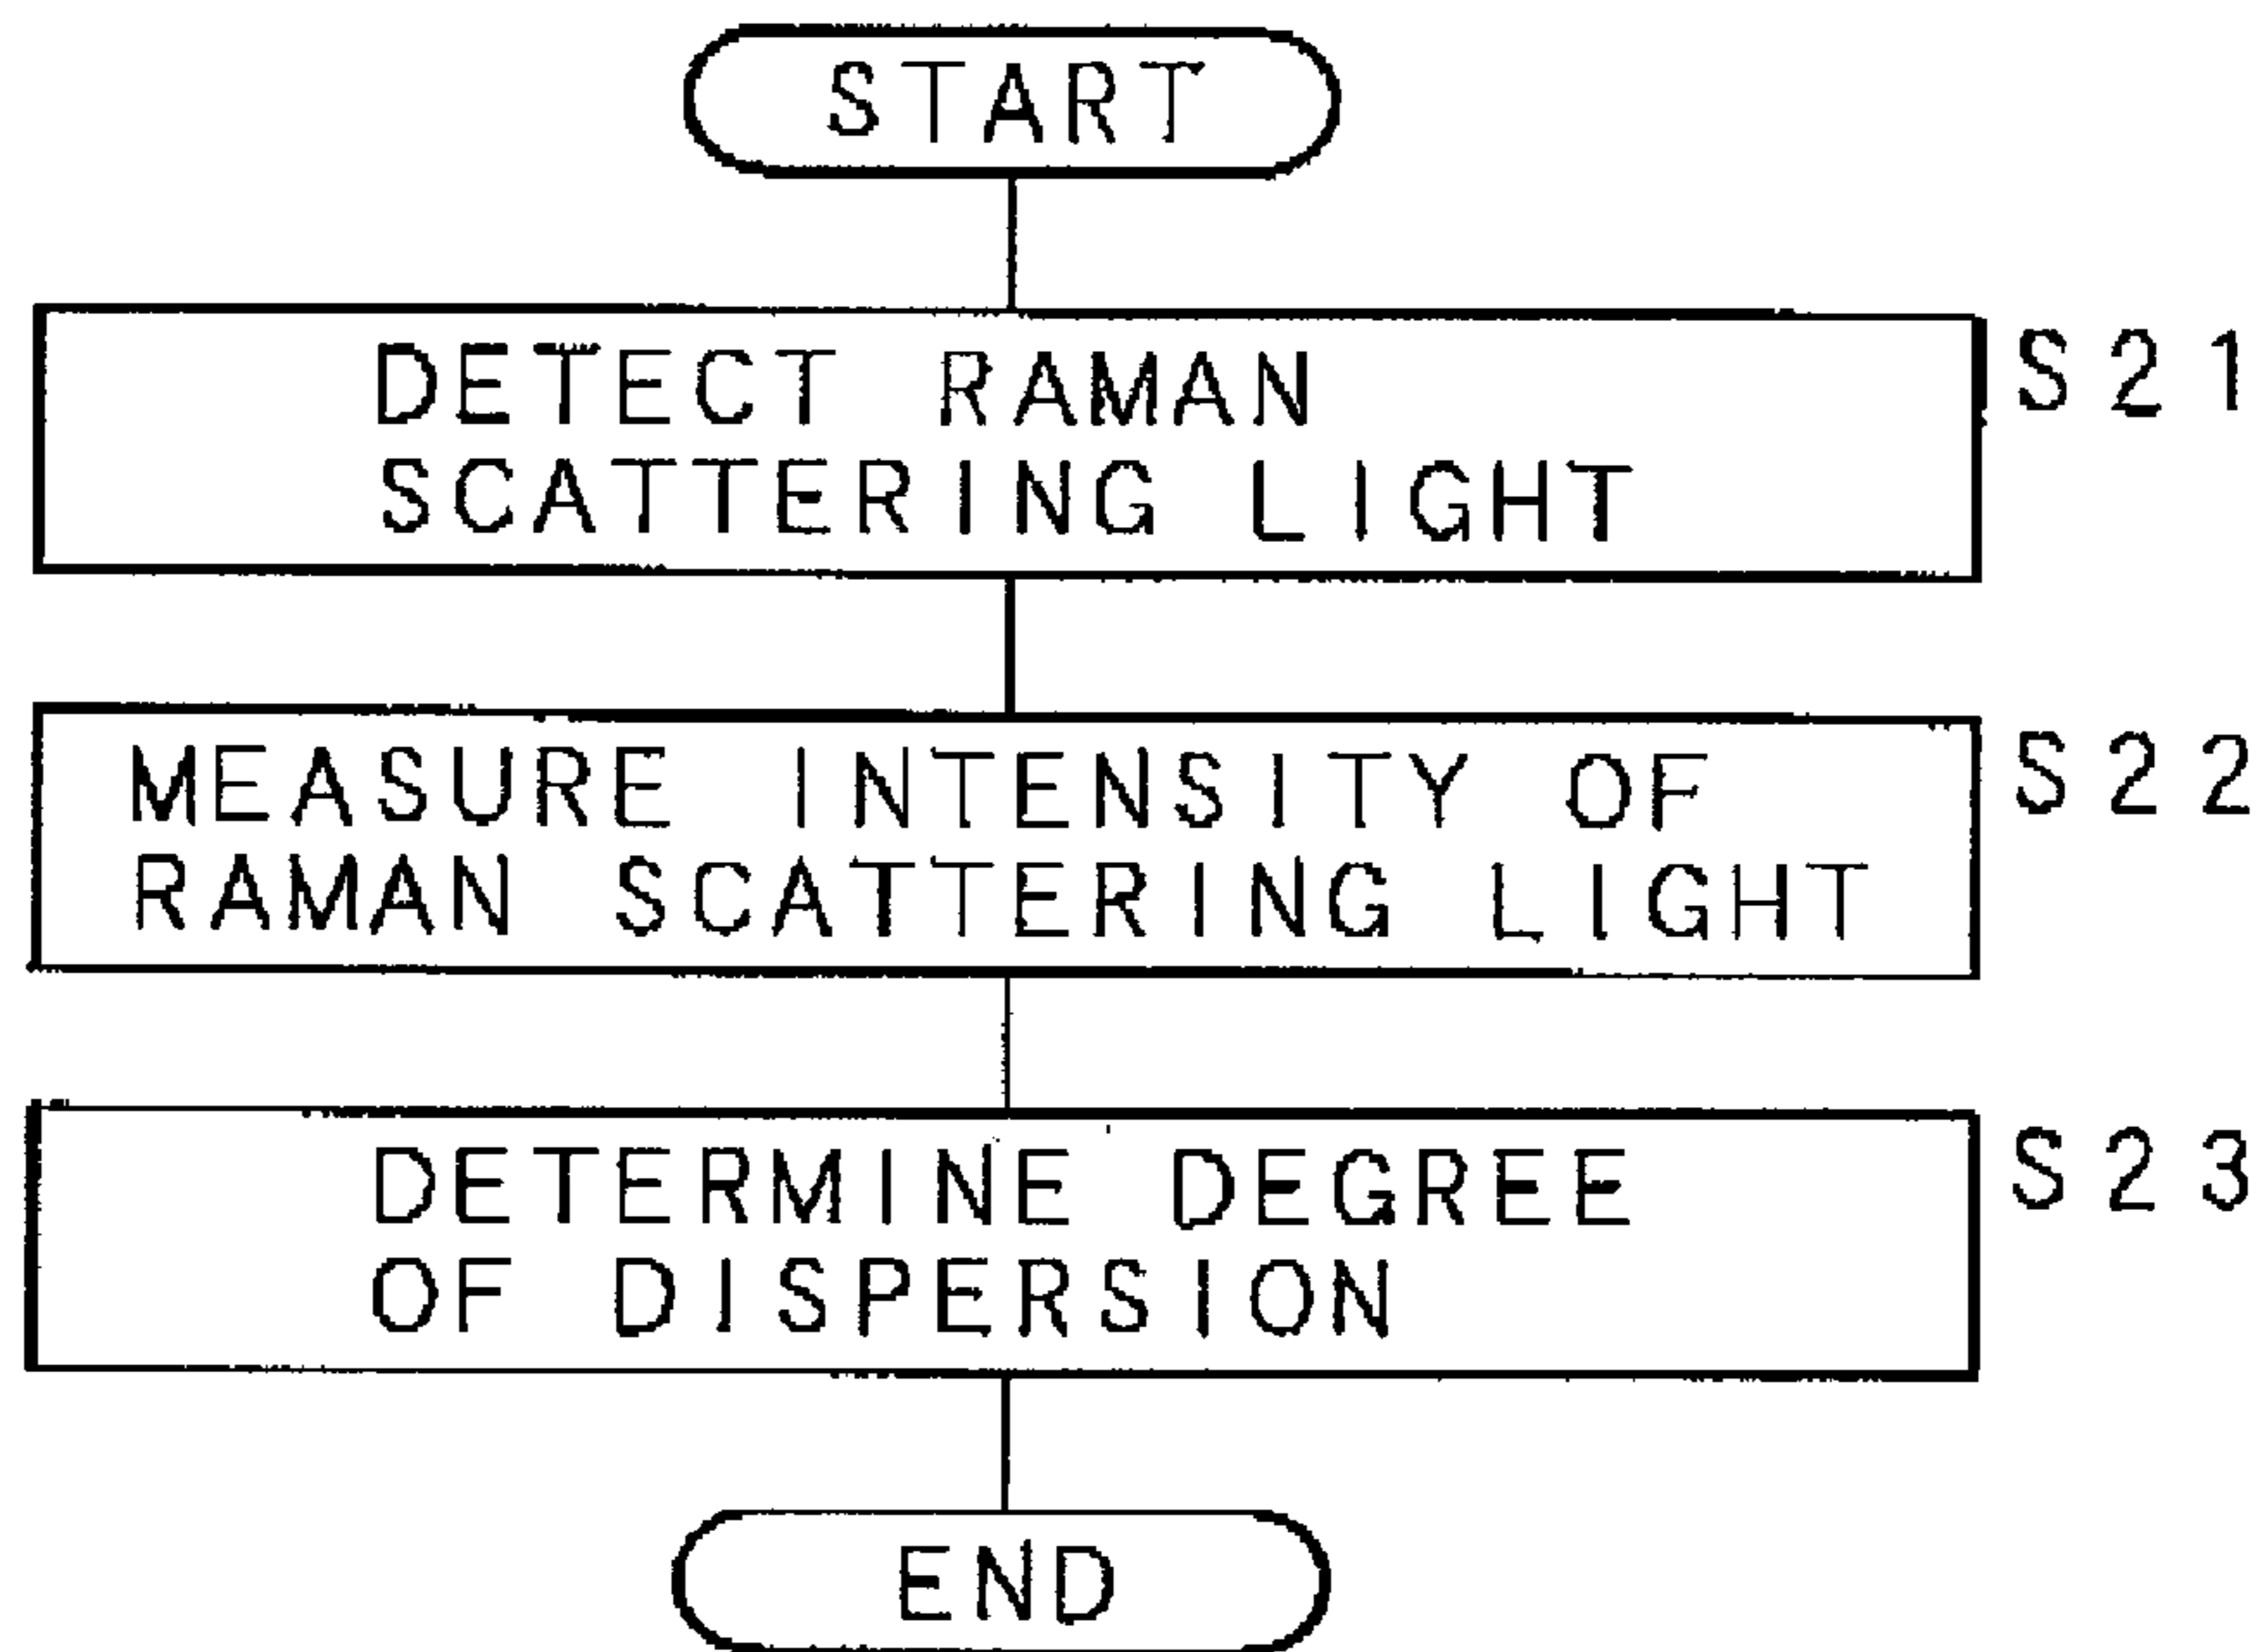 START
DETECT RAMAN
SCATTERING LIGHT
S21
MEASURE INTENSITY OF
RAMAN SCATTERING LIGHT
S22
DETERMINE DEGREE
OF DISPERSION
S23
END